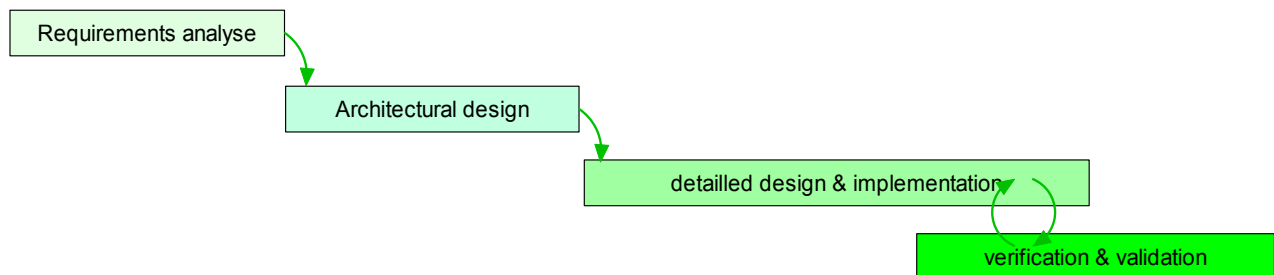 Requirements analyse
Architectural design
detailled design & implementation
verification & validation